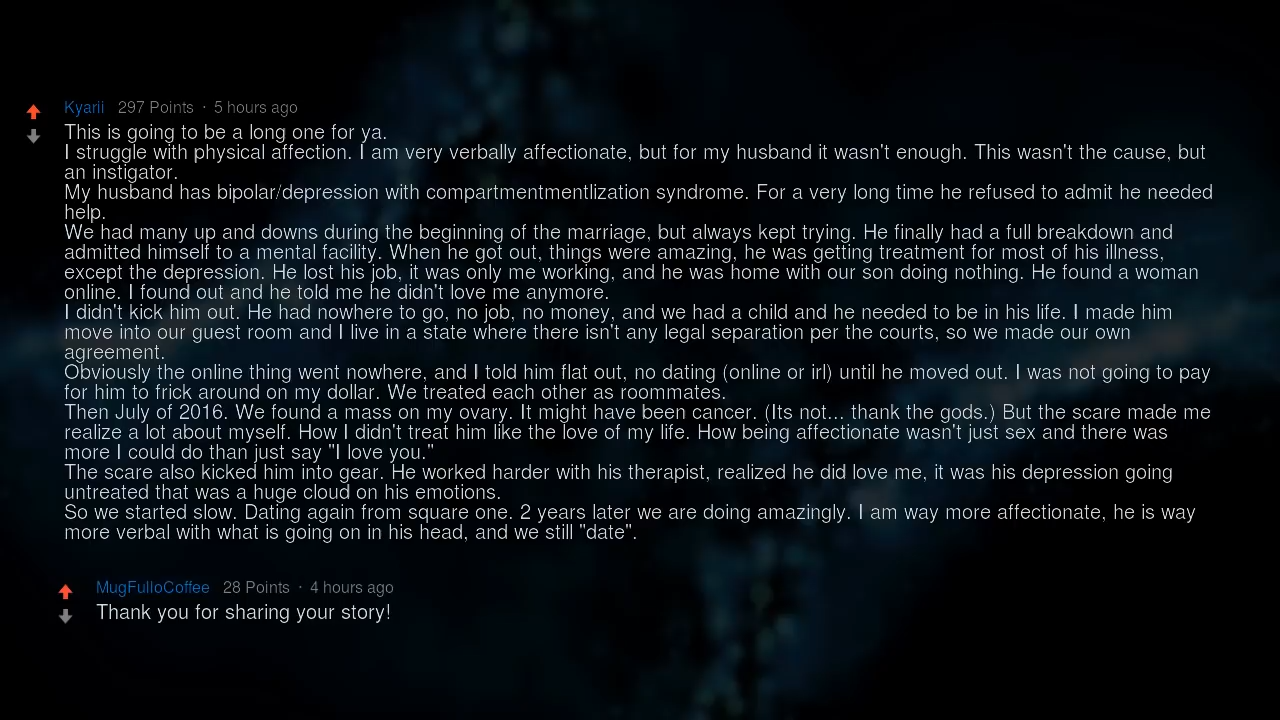 Kyarii 297 Points · 5 hours ago
This is going to be a long one for ya.
I struggle with physical affection. I am very verbally affectionate, but for my husband it wasn't enough. This wasn't the cause, but
an instigator.
My husband has bipolar/depression with compartmentmentlization syndrome. For a very long time he refused to admit he needed
help.
We had many up and downs during the beginning of the marriage, but always kept trying. He finally had a full breakdown and
admitted himself to a mental facility. When he got out, things were amazing, he was getting treatment for most of his illness,
except the depression. He lost his job, it was only me working, and he was home with our son doing nothing. He found a woman
online. I found out and he told me he didn't love me anymore.
I didn't kick him out. He had nowhere to go, no job, no money, and we had a child and he needed to be in his life. I made him
move into our guest room and I live in a state where there isn't any legal separation per the courts, so we made our own
agreement.
Obviously the online thing went nowhere, and I told him flat out, no dating (online or irl) until he moved out. I was not going to pay
for him to frick around on my dollar. We treated each other as roommates.
Then July of 2016. We found a mass on my ovary. It might have been cancer. (Its not... thank the gods.) But the scare made me
realize a lot about myself. How I didn't treat him like the love of my life. How being affectionate wasn't just sex and there was
more I could do than just say "I love you."
The scare also kicked him into gear. He worked harder with his therapist, realized he did love me, it was his depression going
untreated that was a huge cloud on his emotions.
So we started slow. Dating again from square one. 2 years later we are doing amazingly. I am way more affectionate, he is way
more verbal with what is going on in his head, and we still "date".
MugFulloCoffee 28 Points · 4 hours ago
Thank you for sharing your story!